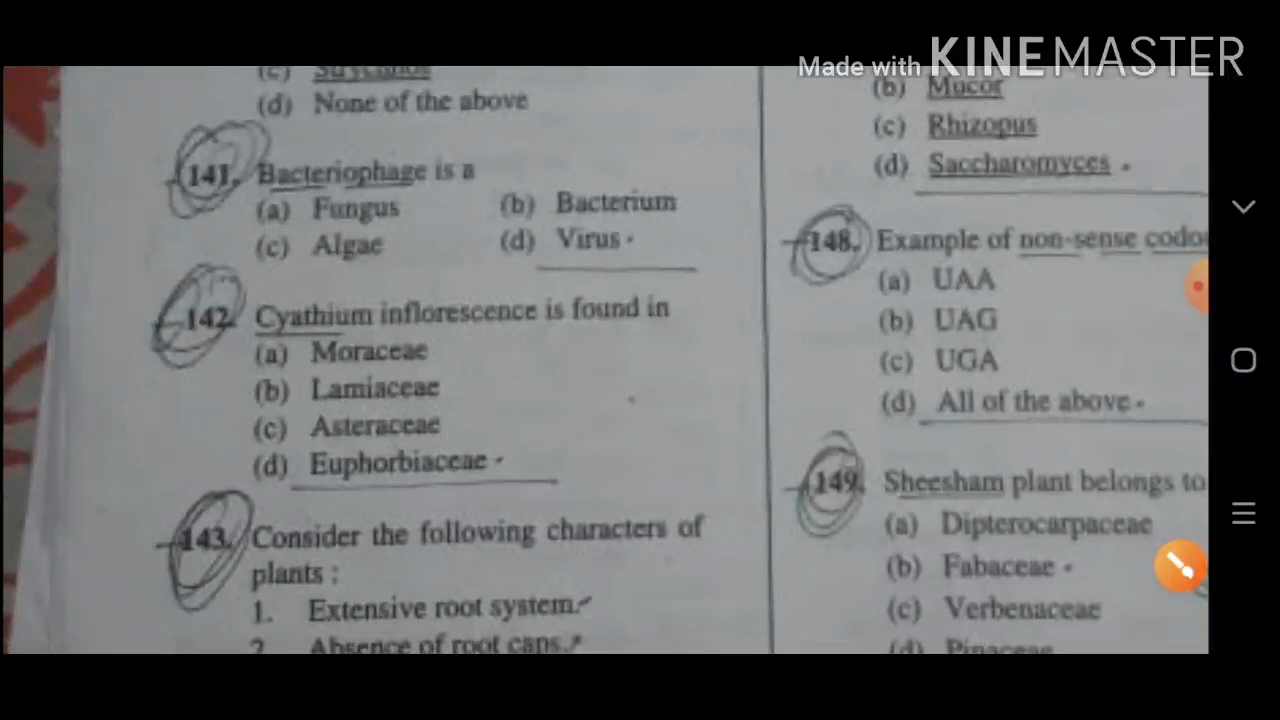 Made with KINEMASTER
(c) Strychnos
(d) None of the above
141. Bacteriophage is a
(a) Fungus (b) Bacterium
(c) Algae (d) Virus
142. Cyathium inflorescence is found in
(a) Moraceae
(b) Lamiaceae
(c) Asteraceae
(d) Euphorbiaceae
143. Consider the following characters of
plants :
1. Extensive root system.
2. Absence of root caps.
(b) Mucor
(c) Rhizopus
(d) Saccharomyces
148. Example of non-sense
(a) UAA
(b) UAG
(c) UGA
(d) All of the above
149. Sheesham plant belongs to
(a) Dipterocarpaceae
(b) Fabaceae
(c) Verbenaceae
(d) Pinaceae